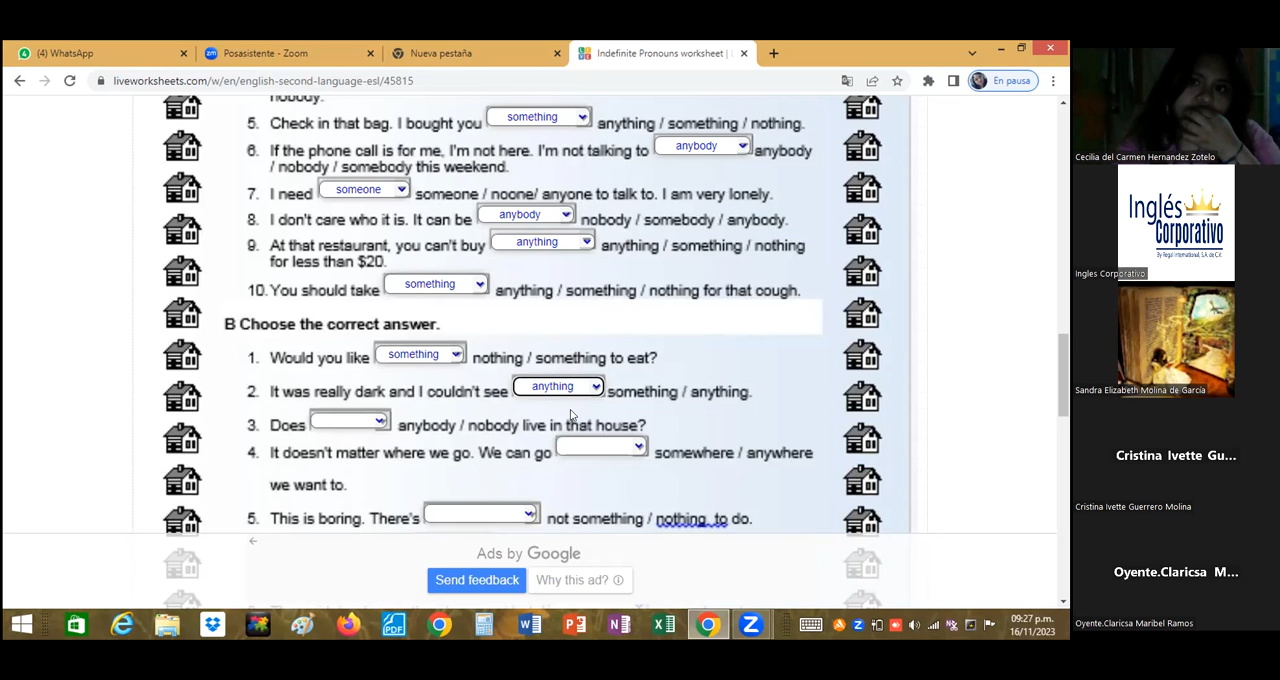 (1) WhatsApp
Posasistente - Zoom
Nueva pestaña
Indefinite Pronouns worksheet |
liveworksheets.com/w/en/english-second-language-esl/45815
En pausa
nobody.
5. Check in that bag. I bought you something anything / something / nothing.
6. If the phone call is for me, I'm not here. I'm not talking to anybody anybody
/ nobody / somebody this weekend.
7. I need someone someone / noone/ anyone to talk to. I am very lonely.
8. I don't care who it is. It can be anybody nobody / somebody / anybody.
9. At that restaurant, you can't buy anything anything / something / nothing
for less than $20.
10. You should take something anything / something / nothing for that cough.
B Choose the correct answer.
1. Would you like something nothing / something to eat?
2. It was really dark and I couldn't see anything something / anything.
3. Does anybody / nobody live in that house?
4. It doesn't matter where we go. We can go somewhere / anywhere
we want to.
5. This is boring. There's not something / nothing to do.
Ads by Google
Send feedback
Why this ad?
09:27 p.m.
16/11/2023
Cecilia del Carmen Hernandez Zotelo
Inglés
Corporativo
By Regal International, S.A. de C.V.
Ingles Corporativo
Sandra Elizabeth Molina de García
Cristina Ivette Gu...
Cristina Ivette Guerrero Molina
Oyente.Claricsa M...
Oyente.Claricsa Maribel Ramos